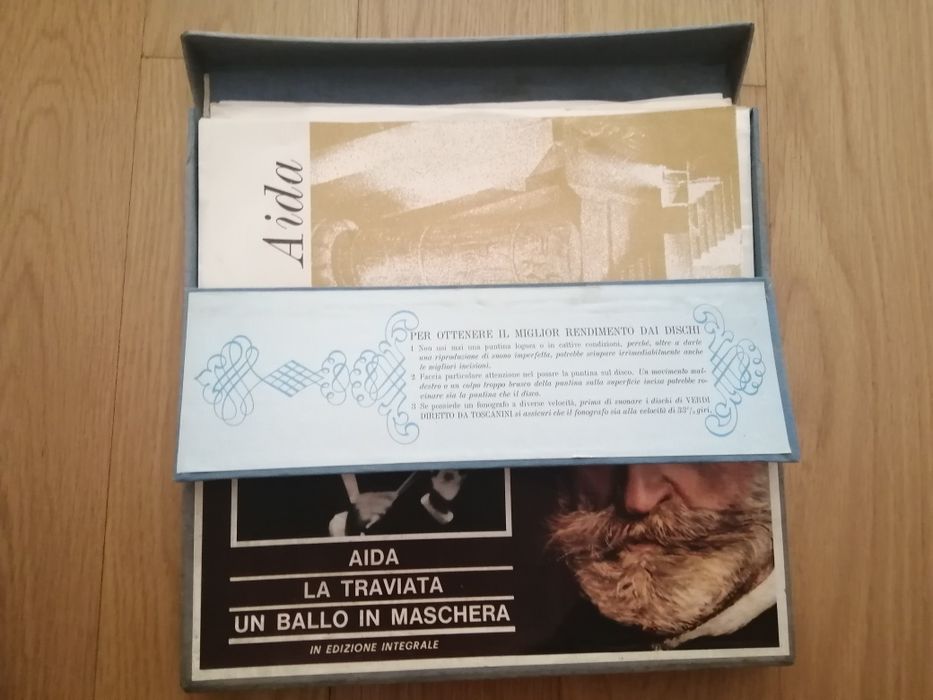 Aida
PER OTTENERE IL MIGLIOR RENDIMENTO DAI DISCHI
1 Non usi mai una puntina logora o in cattive condizioni, perchè, oltre a darle
una riproduzione di suono imperfetta, potrebbe sciupare irrimediabilmente anche
le migliori incisioni.
2 Faccia particolare attenzione nel posare la puntina sul disco. Un movimento mal-
destro o un colpo troppo brusco della puntina sulla superficie incisa potrebbe ro-
vinare sia la puntina che il disco.
3 Se possiede un fonografo a diverse velocità, prima di suonare i dischi di VERDI
DIRETTO DA TOSCANINI si assicuri che il fonografo sia alla velocità di 33⅓ giri.
AIDA
LA TRAVIATA
UN BALLO IN MASCHERA
IN EDIZIONE INTEGRALE